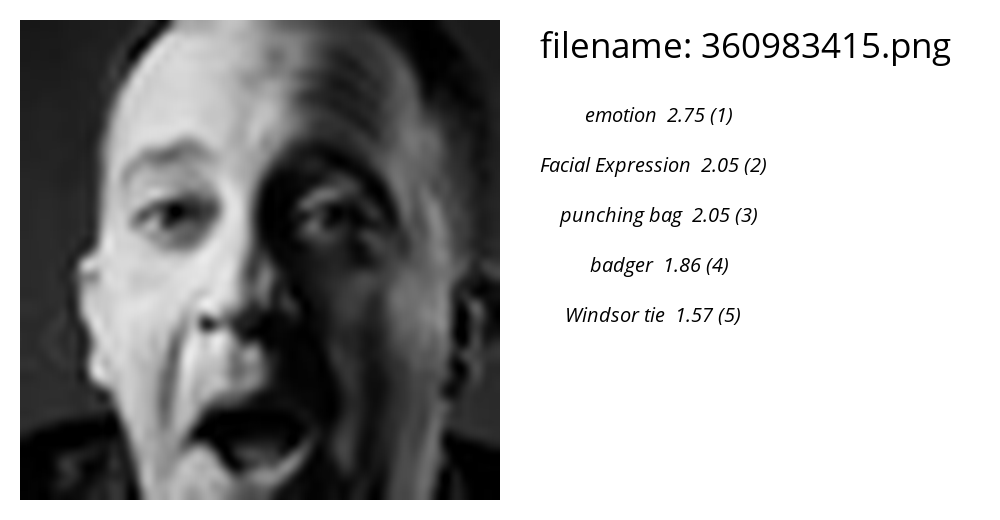 filename: 360983415.png
emotion 2.75 (1)
Facial Expression 2.05 (2)
punching bag 2.05 (3)
badger 1.86 (4)
Windsor tie 1.57 (5)